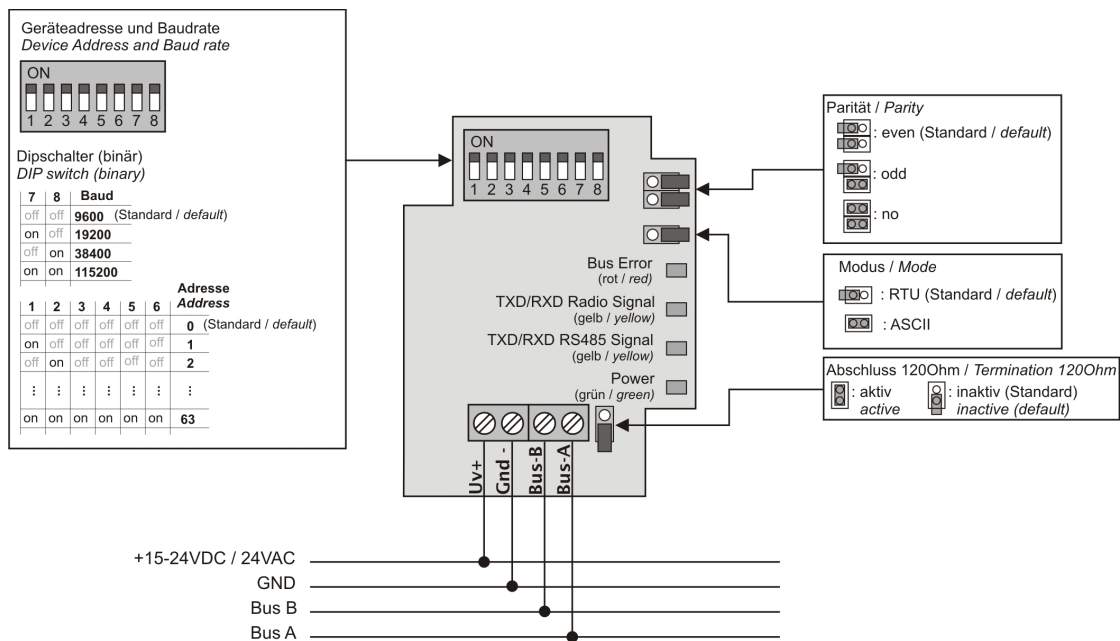 Geräteadresse und Baudrate
Device Address and Baud rate
ON
1 2 3 4 5 6 7 8
Dipschalter (binär)
DIP switch (binary)
7 8 Baud
off off 9600 (Standard / default)
on off 19200
off on 38400
on on 115200
Adresse
1 2 3 4 5 6 Address
off off off off off off 0 (Standard / default)
on off off off off off 1
off on off off off off 2
⋮ ⋮ ⋮ ⋮ ⋮ ⋮ ⋮
on on on on on on 63
ON
1 2 3 4 5 6 7 8
Bus Error
(rot / red)
TXD/RXD Radio Signal
(gelb / yellow)
TXD/RXD RS485 Signal
(gelb / yellow)
Power
(grün / green)
Uv+
Gnd -
Bus-B
Bus-A
Parität / Parity
: even (Standard / default)
: odd
: no
Modus / Mode
: RTU (Standard / default)
: ASCII
Abschluss 120Ohm / Termination 120Ohm
: aktiv : inaktiv (Standard)
active inactive (default)
+15-24VDC / 24VAC
GND
Bus B
Bus A